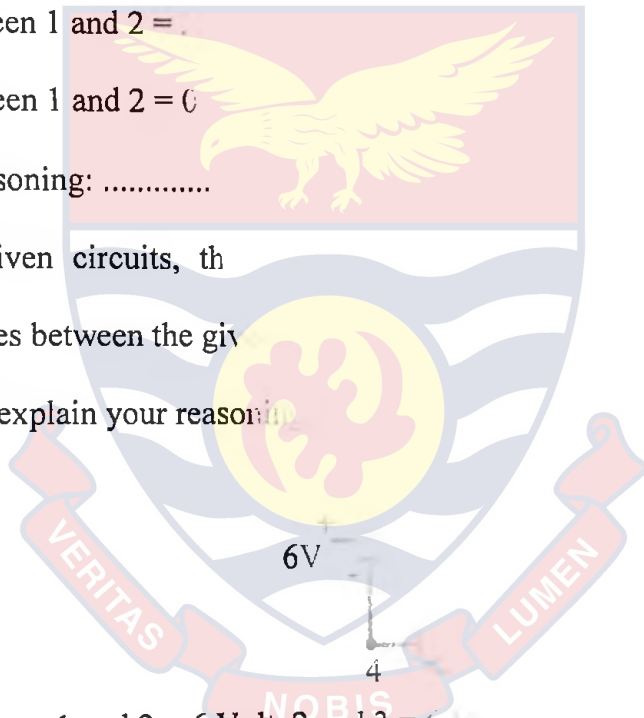 een 1 and 2 =
een 1 and 2 = 0
soning: .............
iven circuits, th
es between the giv
explain your reasonin
+
6V
4
VERITAS
NOBIS
LUMEN